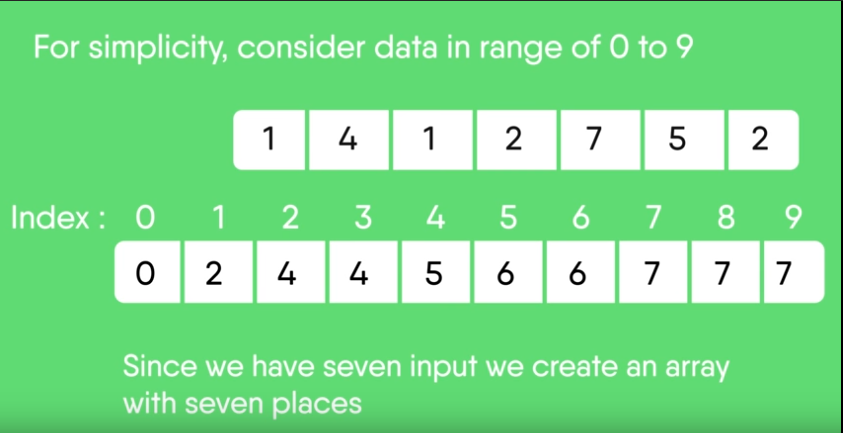 For simplicity, consider data in range of 0 to 9
1 4 1 2 7 5 2
Index : 0 1 2 3 4 5 6 7 8 9
0 2 4 4 5 6 6 7 7 7
Since we have seven input we create an array
with seven places